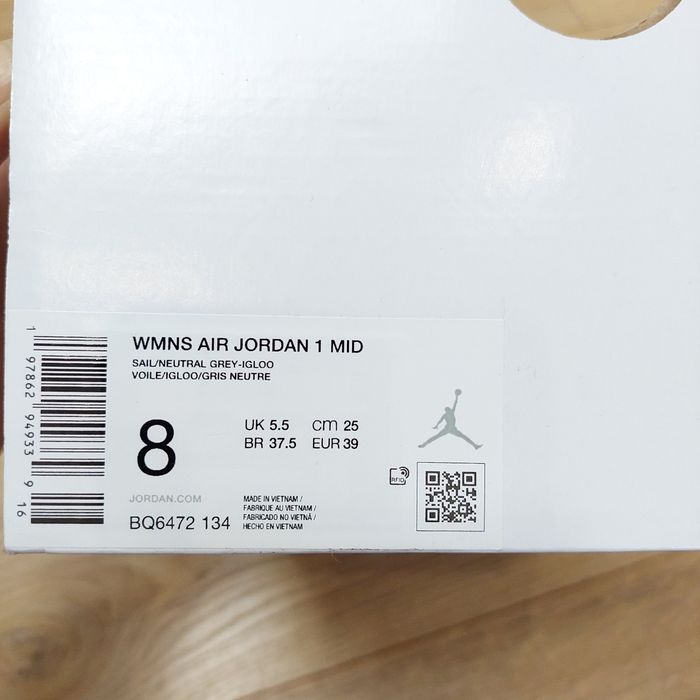 WMNS AIR JORDAN 1 MID
SAIL/NEUTRAL GREY-IGLOO
VOILE/IGLOO/GRIS NEUTRE
8
UK 5.5 cm 25
BR 37.5 EUR 39
RFID
JORDAN.COM
BQ6472 134
MADE IN VIETNAM /
FABRIQUE AU VIETNAM /
FABRICADO NO VIETNÃ /
HECHO EN VIETNAM
1 97862 94933 9 16